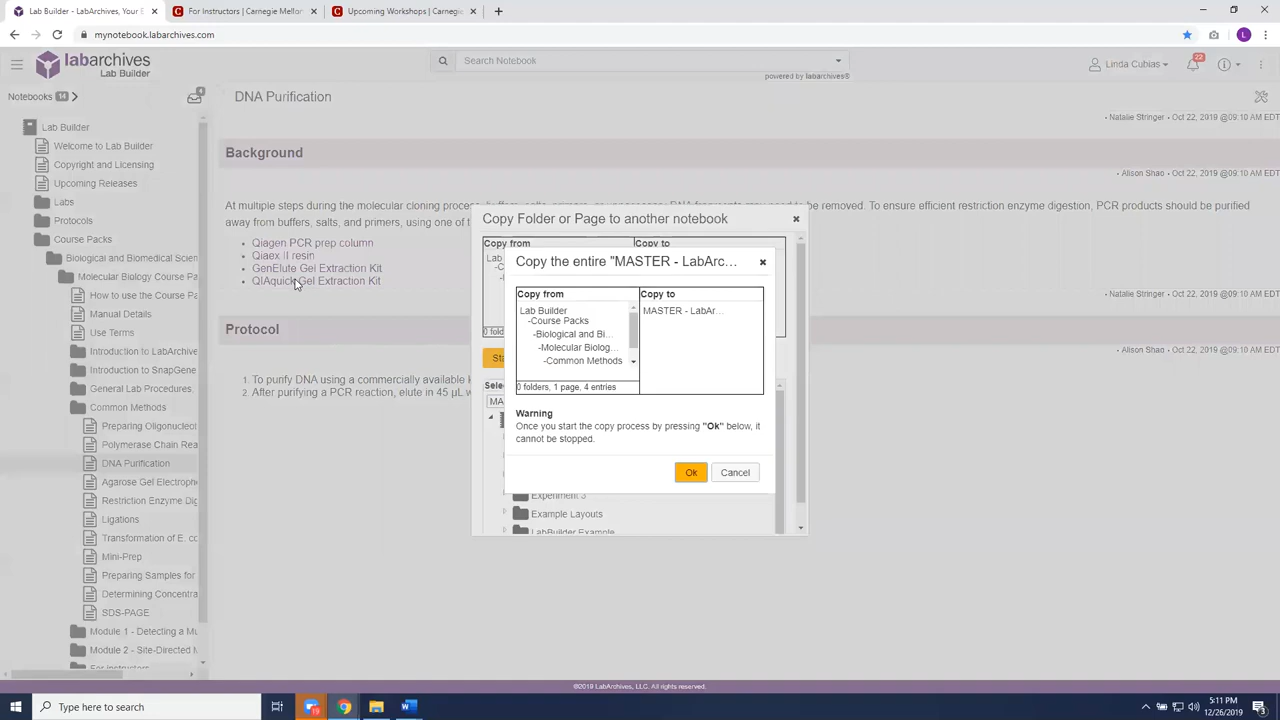 Lab Builder - LabArchives, Your E
For Instructors | Carnegie Mellon
Upcoming Workshops | Carnegie
mynotebook.labarchives.com
labarchives
Lab Builder
Search Notebook
powered by labarchives®
Linda Cubias
22
Notebooks 14
4
DNA Purification
• Natalie Stringer • Oct 22, 2019 @09:10 AM EDT
Lab Builder
Welcome to Lab Builder
Copyright and Licensing
Upcoming Releases
Labs
Protocols
Course Packs
Biological and Biomedical Scien
Molecular Biology Course Pa
How to use the Course Pa
Manual Details
Use Terms
Introduction to LabArchive
Introduction to SnapGene
General Lab Procedures,
Common Methods
Preparing Oligonucleot
Polymerase Chain Rea
DNA Purification
Agarose Gel Electroph
Restriction Enzyme Dig
Ligations
Transformation of E. co
Mini-Prep
Preparing Samples for
Determining Concentra
SDS-PAGE
Module 1 - Detecting a Mu
Module 2 - Site-Directed M
For Instructors
Background
• Alison Shao • Oct 22, 2019 @09:10 AM EDT
At multiple steps during the molecular cloning process
need to be removed. To ensure efficient restriction enzyme digestion, PCR products should be purified
away from buffers, salts, and primers, using one of
• Qiagen PCR prep column
• Qiaex II resin
• GenElute Gel Extraction Kit
• QIAquick Gel Extraction Kit
• Natalie Stringer • Oct 22, 2019 @09:10 AM EDT
Protocol
• Alison Shao • Oct 22, 2019 @09:10 AM EDT
1. To purify DNA using a commercially available k
2. After purifying a PCR reaction, elute in 45 µL w
Copy Folder or Page to another notebook
Copy from
Copy to
Lab
-C
0 fold
Sta
Selec
MA
Copy the entire "MASTER - LabArc...
Copy from
Copy to
Lab Builder
-Course Packs
-Biological and Bi...
-Molecular Biolog...
-Common Methods
MASTER - LabAr...
0 folders, 1 page, 4 entries
Warning
Once you start the copy process by pressing "Ok" below, it
cannot be stopped.
Ok
Cancel
Experiment 3
Example Layouts
LabBuilder Example
©2019 LabArchives, LLC. All rights reserved.
Type here to search
19
5:11 PM
12/26/2019
3